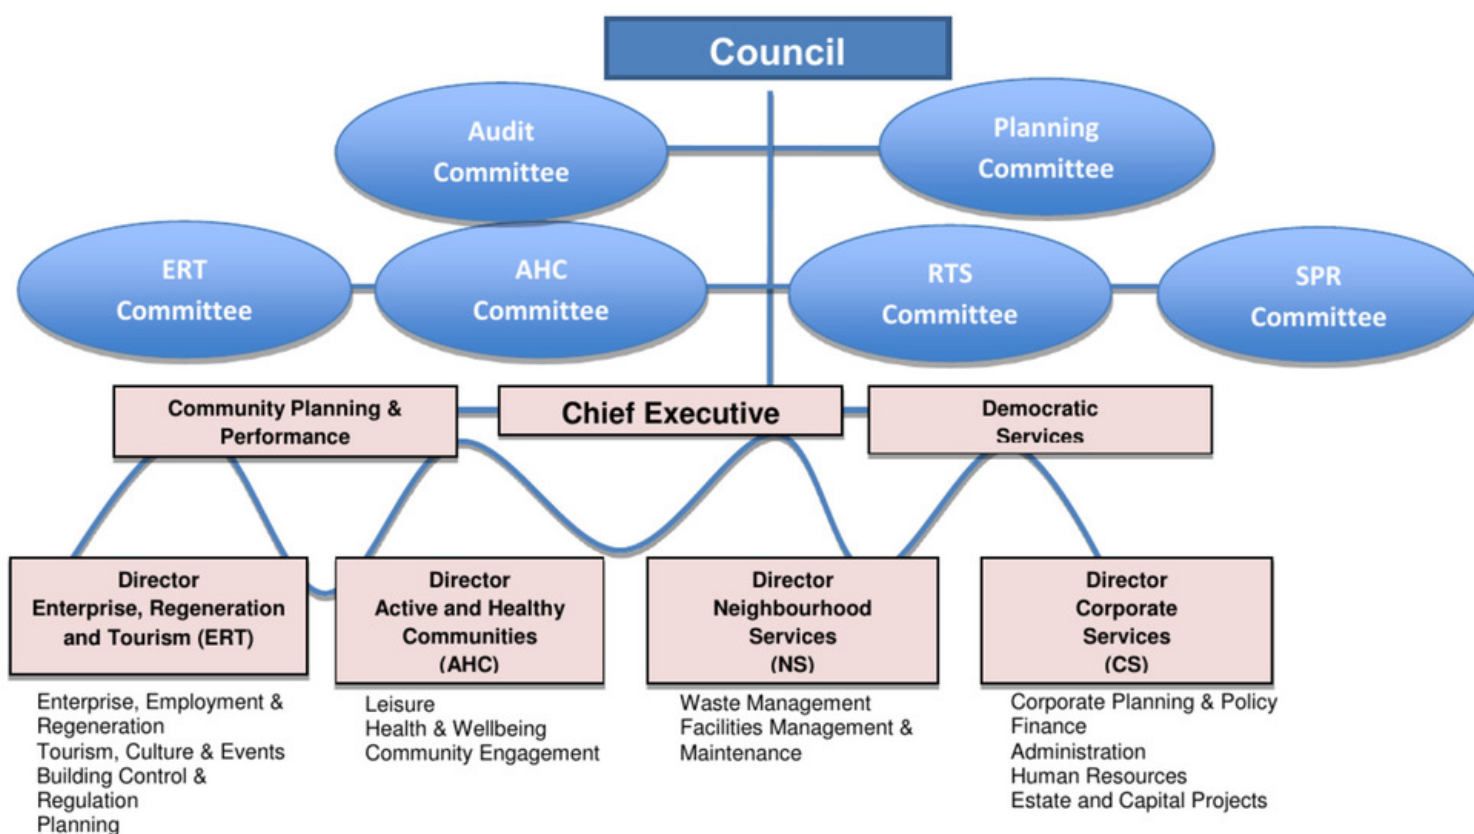 Council
Audit
Committee
Planning
Committee
ERT
Committee
AHC
Committee
RTS
Committee
SPR
Committee
Community Planning &
Performance
Chief Executive
Democratic
Services
Director
Enterprise, Regeneration
and Tourism (ERT)
Director
Active and Healthy
Communities
(AHC)
Director
Neighbourhood
Services
(NS)
Director
Corporate
Services
(CS)
Enterprise, Employment &
Regeneration
Tourism, Culture & Events
Building Control &
Regulation
Planning
Leisure
Health & Wellbeing
Community Engagement
Waste Management
Facilities Management &
Maintenance
Corporate Planning & Policy
Finance
Administration
Human Resources
Estate and Capital Projects